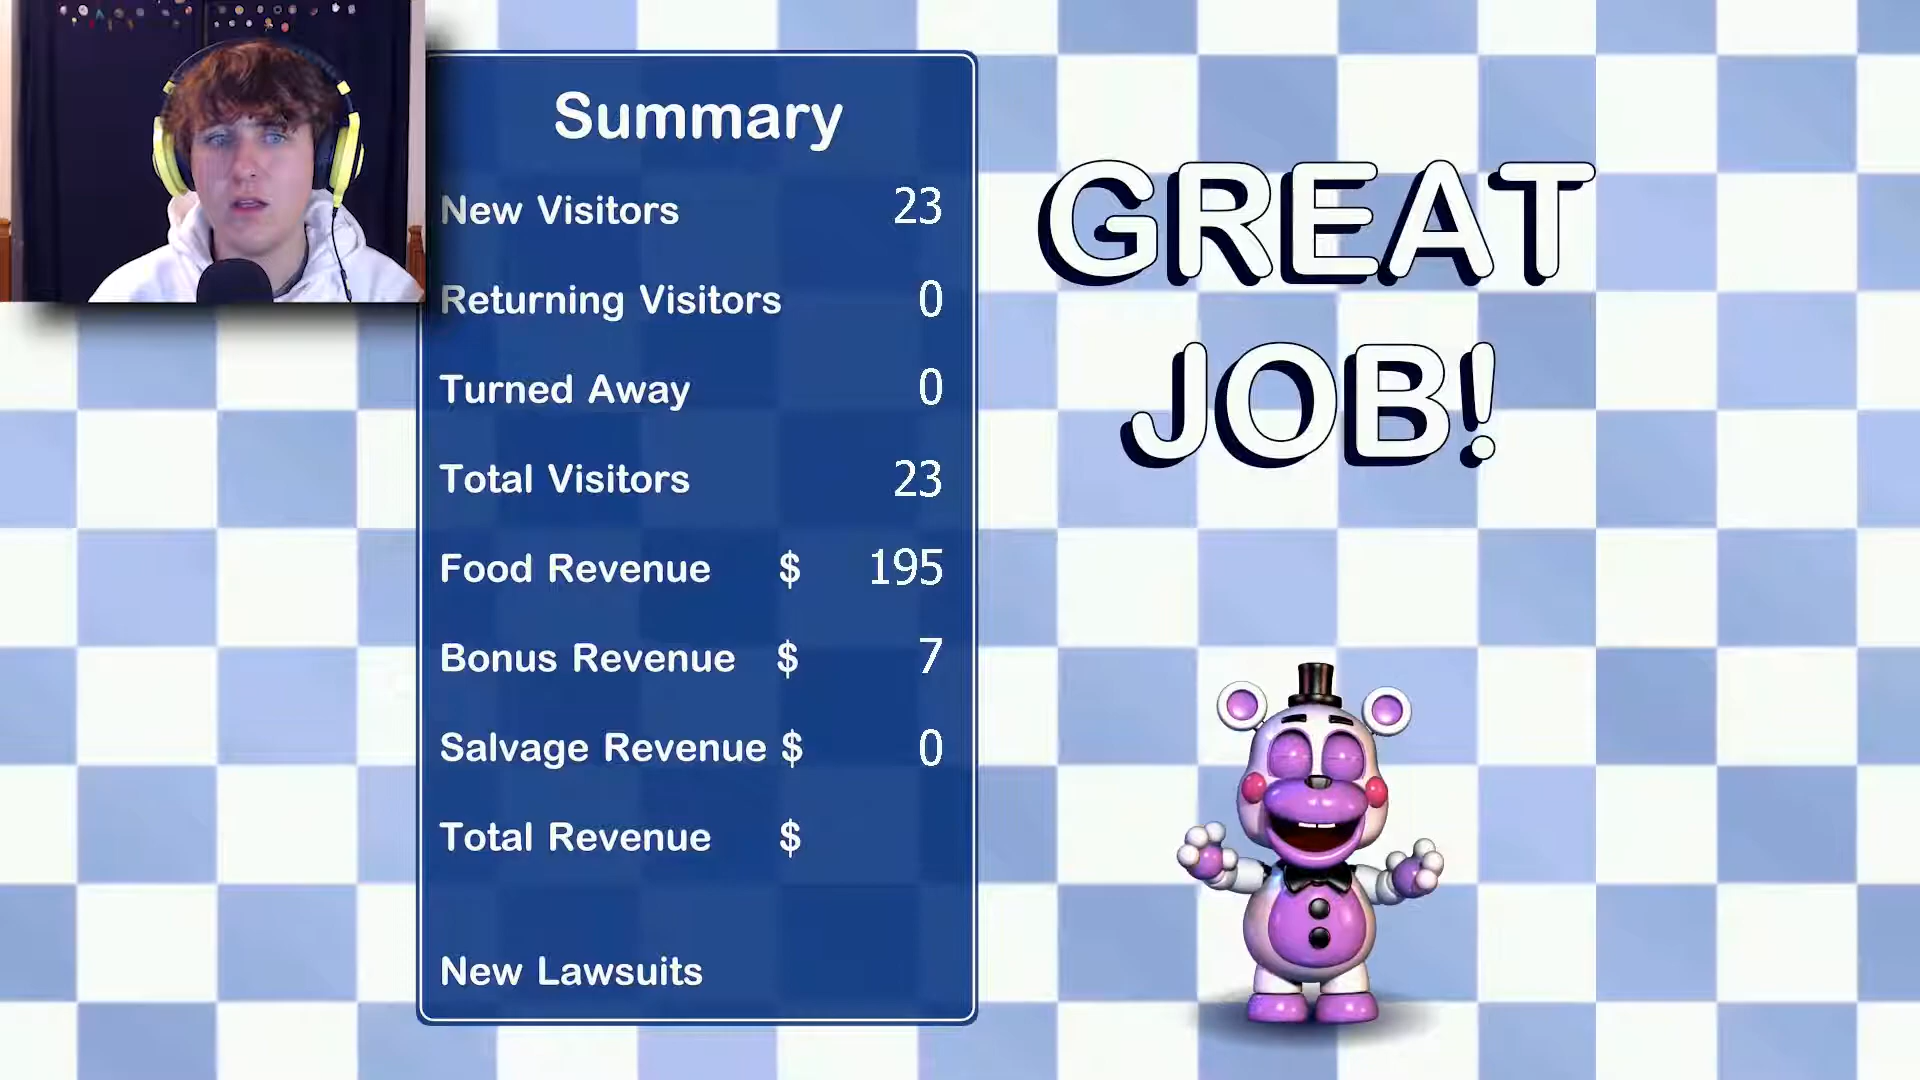 Summary
New Visitors 23
Returning Visitors 0
Turned Away 0
Total Visitors 23
Food Revenue $ 195
Bonus Revenue $ 7
Salvage Revenue $ 0
Total Revenue $
New Lawsuits
GREAT
JOB!